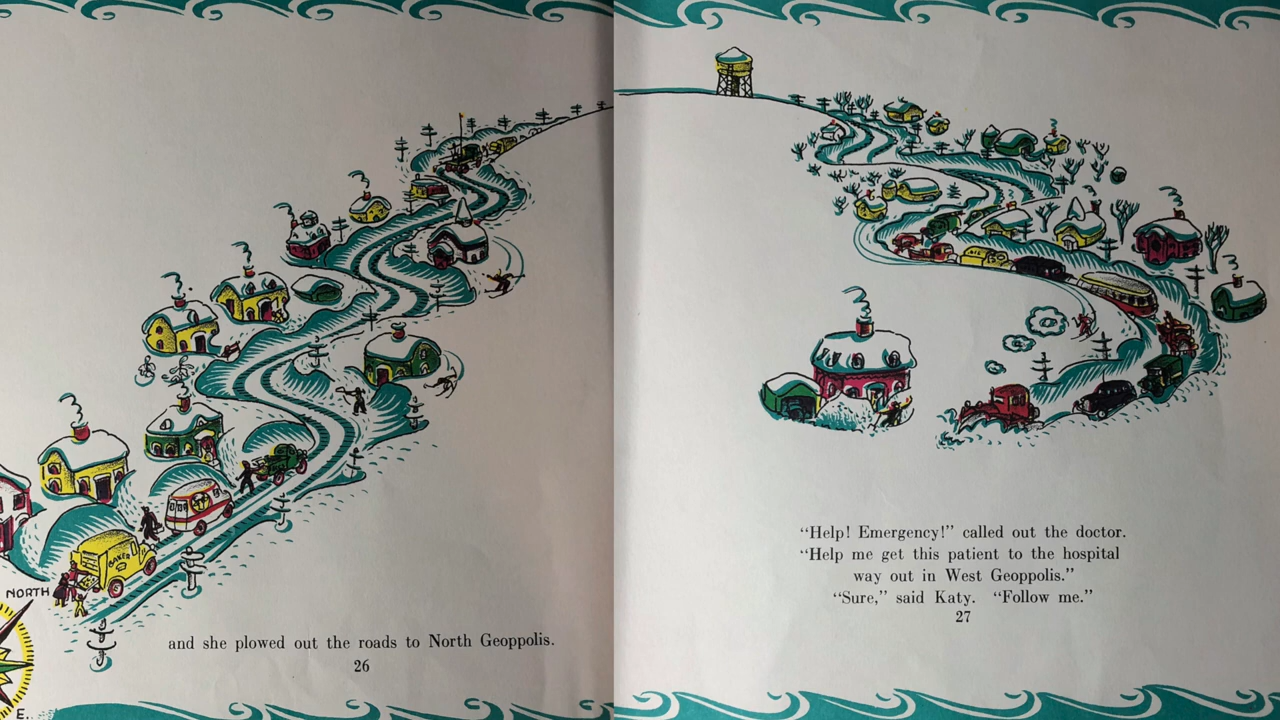 NORTH
BAKER
E.
and she plowed out the roads to North Geoppolis.
26
“Help! Emergency!” called out the doctor.
“Help me get this patient to the hospital
way out in West Geoppolis.”
“Sure,” said Katy. “Follow me.”
27